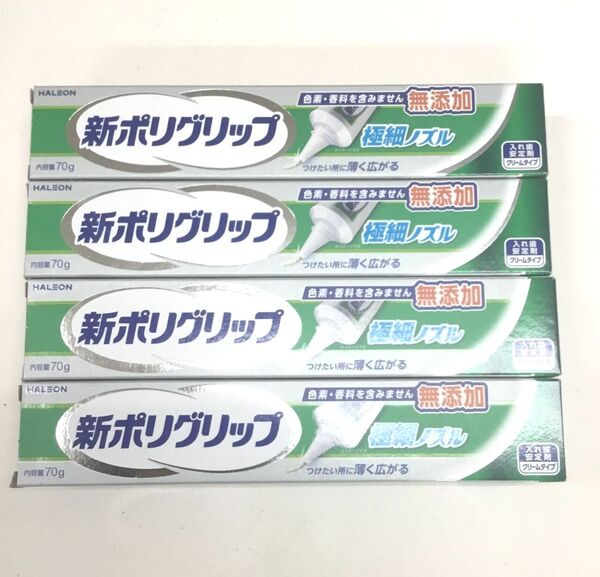 HALEON
色素・香料を含みません 無添加
新ポリグリップ
極細ノズル
入れ歯
安定剤
クリームタイプ
内容量70g
つけたい所に薄く広がる
HALEON
色素・香料を含みません 無添加
新ポリグリップ
極細ノズル
入れ歯
安定剤
クリームタイプ
内容量70g
つけたい所に薄く広がる
HALEON
色素・香料を含みません 無添加
新ポリグリップ
極細ノズル
入れ歯
内容量70g
つけたい所に薄く広がる
HALEON
色素・香料を含みません 無添加
新ポリグリップ
極細ノズル
入れ歯
安定剤
クリームタイプ
内容量70g
つけたい所に薄く広がる